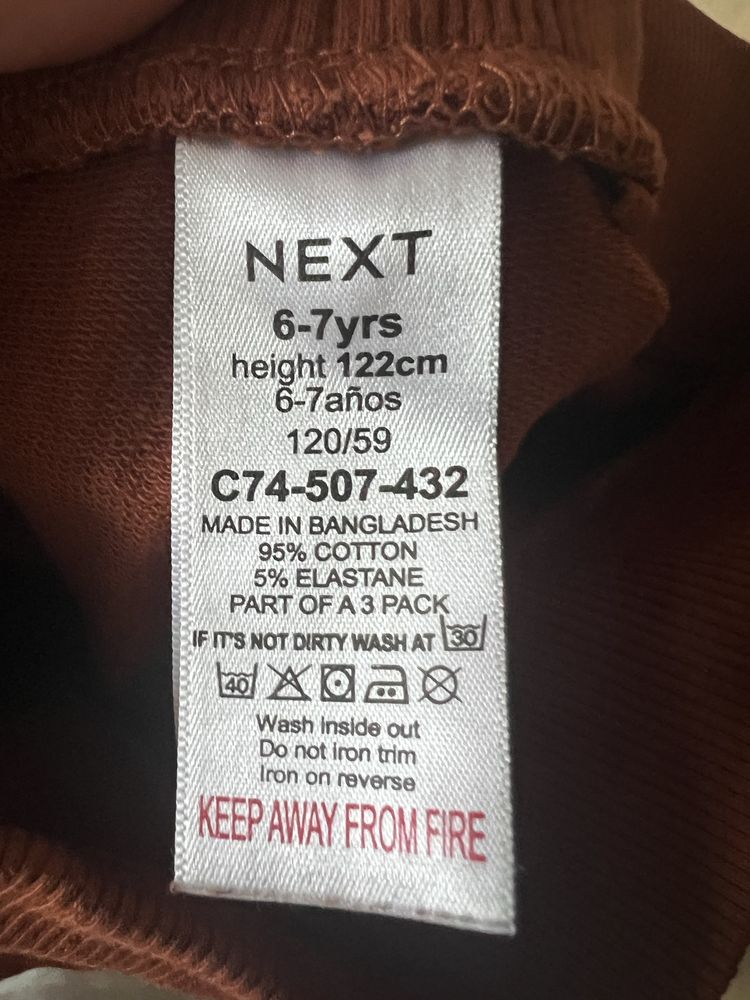 NEXT
6-7yrs
height 122cm
6-7años
120/59
C74-507-432
MADE IN BANGLADESH
95% COTTON
5% ELASTANE
PART OF A 3 PACK
IF IT'S NOT DIRTY WASH AT 30
40
Wash inside out
Do not iron trim
Iron on reverse
KEEP AWAY FROM FIRE